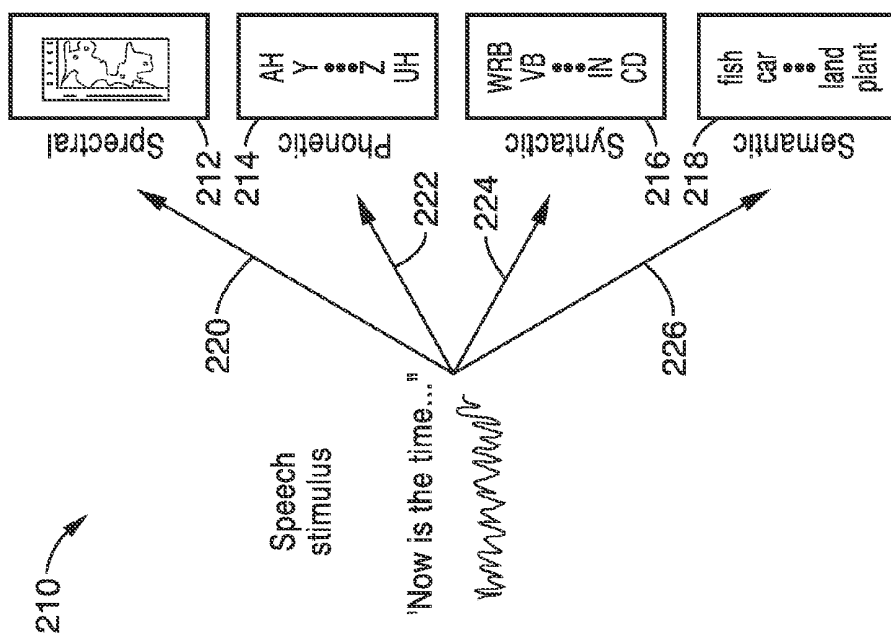 210
Speech
stimulus
"Now is the time..."
220
222
224
226
Sprectral
212
Phonetic
214
AH
Y
Z
UH
Syntactic
216
WRB
VB
IN
CD
Semantic
218
fish
car
land
plant